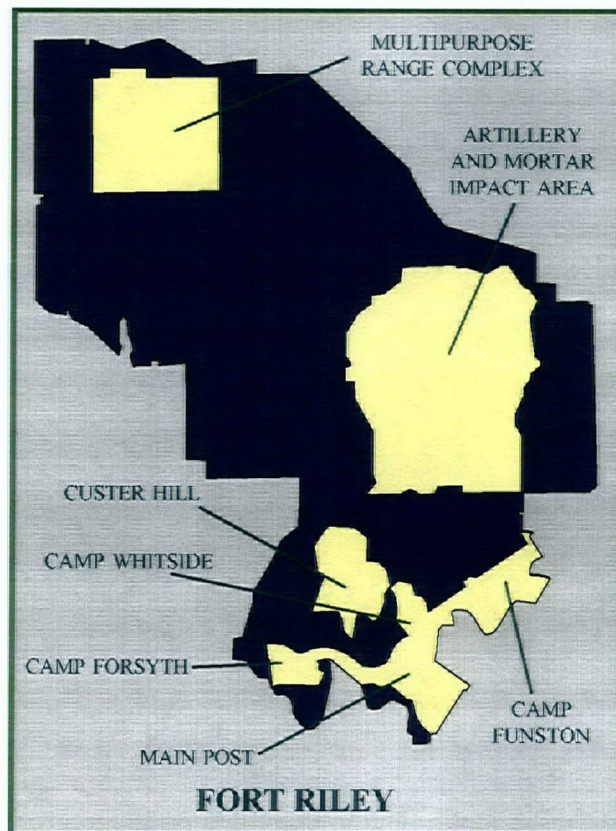 MULTIPURPOSE
RANGE COMPLEX
ARTILLERY
AND MORTAR
IMPACT AREA
CUSTER HILL
CAMP WHITSIDE
CAMP FORSYTH
CAMP
FUNSTON
MAIN POST
FORT RILEY